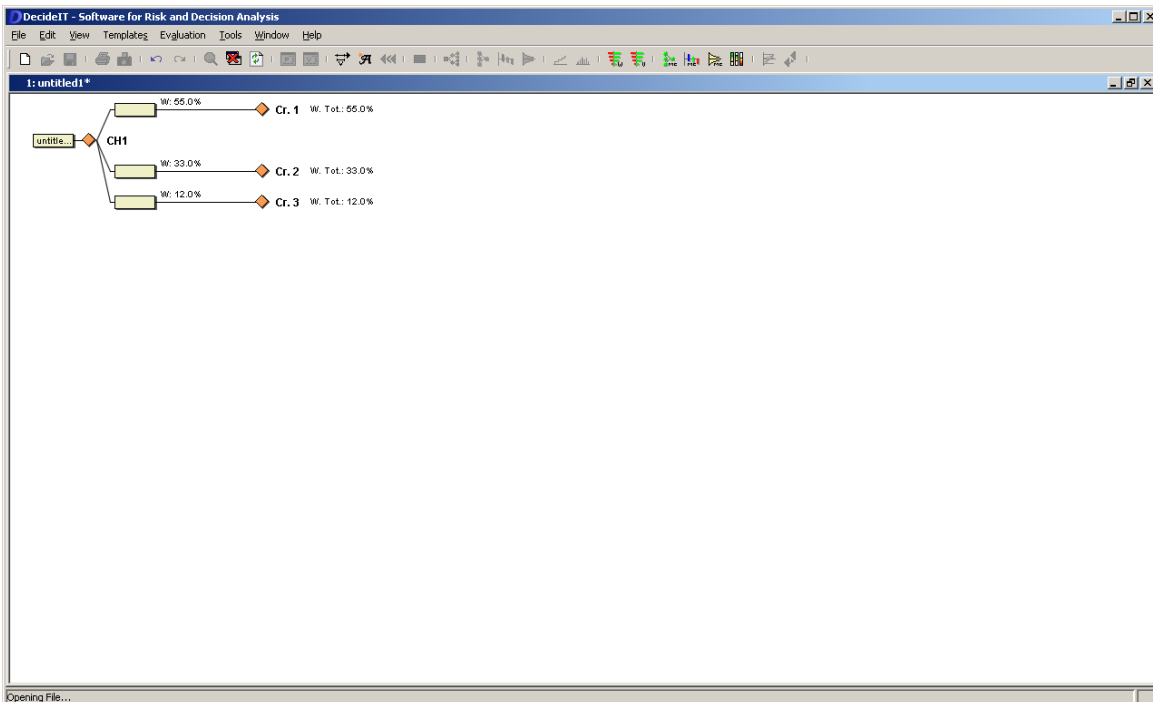 DecideIT - Software for Risk and Decision Analysis
File Edit View Templates Evaluation Tools Window Help
1: untitled1*
W: 55.0%
Cr. 1 W. Tot.: 55.0%
untitle... CH1
W: 33.0%
Cr. 2 W. Tot.: 33.0%
W: 12.0%
Cr. 3 W. Tot.: 12.0%
Opening File...